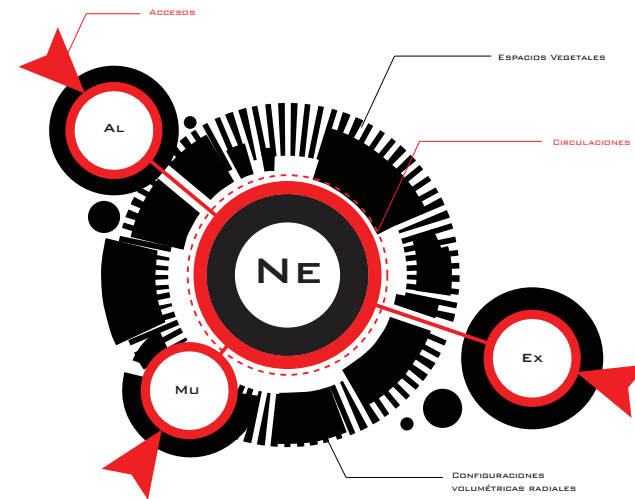 Accesos
Espacios Vegetales
Circulaciones
Al
Ne
Ex
Mu
Configuraciones
volumétricas radiales